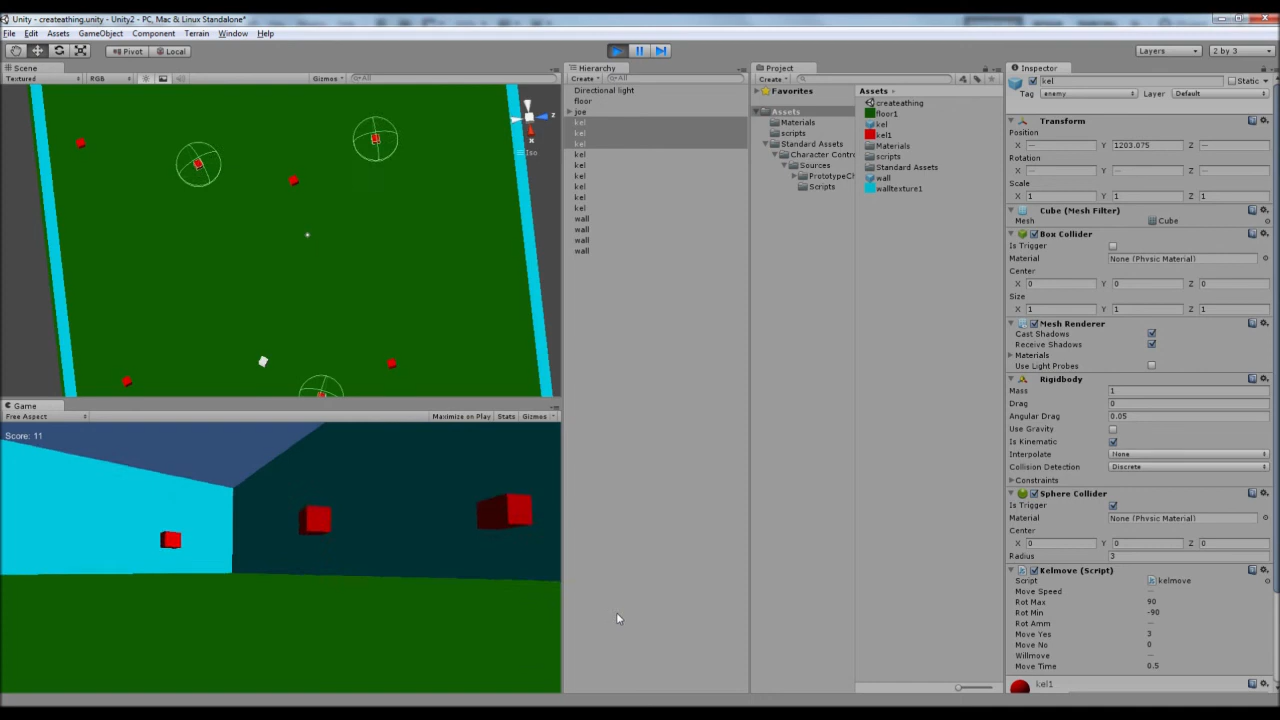 Unity - createathing.unity - Unity2 - PC, Mac & Linux Standalone*
File Edit Assets GameObject Component Terrain Window Help
Pivot Local Layers 2 by 3
Scene
Textured RGB Gizmos All
z
x
Iso
Game
Free Aspect Maximize on Play Stats Gizmos
Score: 11
Hierarchy
Create All
Directional light
floor
joe
kel
kel
kel
kel
kel
kel
kel
kel
kel
wall
wall
wall
wall
Project
Create
Favorites
Assets
Materials
scripts
Standard Assets
Character Contr
Sources
PrototypeCh
Scripts
Assets
createathing
floor1
kel
kel1
Materials
scripts
Standard Assets
wall
walltexture1
Inspector
kel Static
Tag enemy Layer Default
Transform
Position
X — Y 1203.075 Z —
Rotation
X — Y — Z —
Scale
X 1 Y 1 Z 1
Cube (Mesh Filter)
Mesh Cube
Box Collider
Is Trigger
Material None (Physic Material)
Center
X 0 Y 0 Z 0
Size
X 1 Y 1 Z 1
Mesh Renderer
Cast Shadows
Receive Shadows
Materials
Use Light Probes
Rigidbody
Mass 1
Drag 0
Angular Drag 0.05
Use Gravity
Is Kinematic
Interpolate None
Collision Detection Discrete
Constraints
Sphere Collider
Is Trigger
Material None (Physic Material)
Center
X 0 Y 0 Z 0
Radius 3
Kelmove (Script)
Script kelmove
Move Speed —
Rot Max 90
Rot Min -90
Rot Amm —
Move Yes 3
Move No 0
Willmove —
Move Time 0.5
kel1